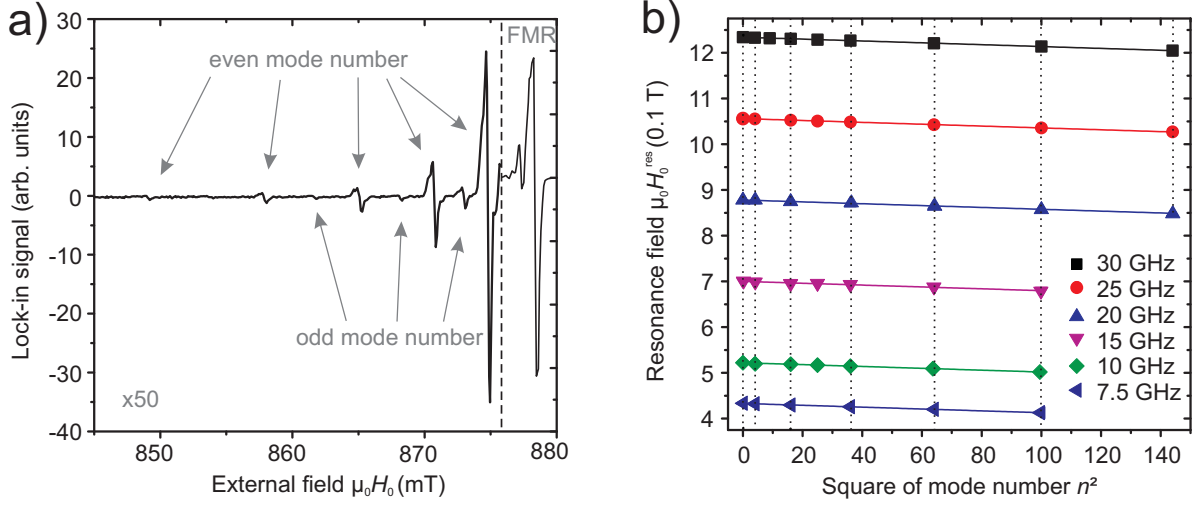 a)
Lock-in signal (arb. units)
30
20
10
0
-10
-20
-30
-40
even mode number
FMR
odd mode number
x50
850
860
870
880
External field μ₀H₀ (mT)
b)
Resonance field μ₀H₀ʳᵉˢ (0.1 T)
12
11
10
9
8
7
6
5
4
30 GHz
25 GHz
20 GHz
15 GHz
10 GHz
7.5 GHz
0
20
40
60
80
100
120
140
Square of mode number n²